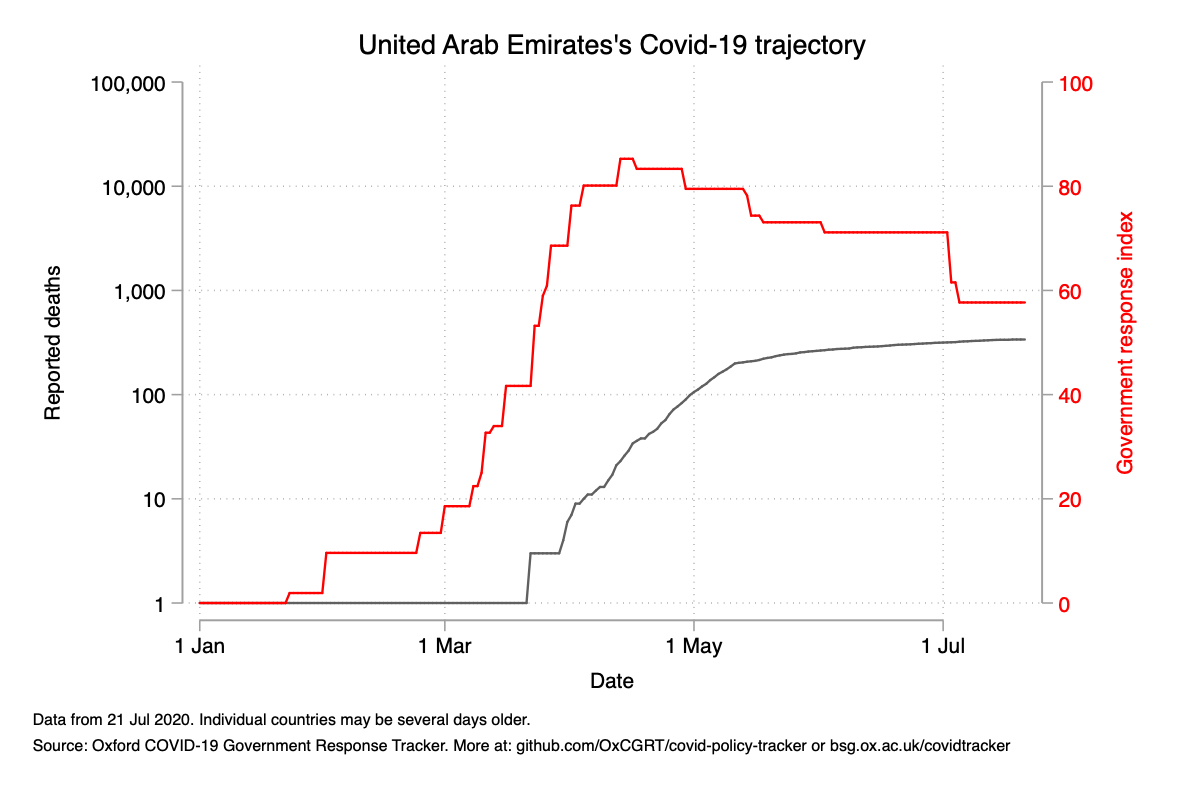 United Arab Emirates's Covid-19 trajectory
100,000
10,000
1,000
100
10
1
Reported deaths
100
80
60
40
20
0
Government response index
1 Jan
1 Mar
1 May
1 Jul
Date
Data from 21 Jul 2020. Individual countries may be several days older.
Source: Oxford COVID-19 Government Response Tracker. More at: github.com/OxCGRT/covid-policy-tracker or bsg.ox.ac.uk/covidtracker